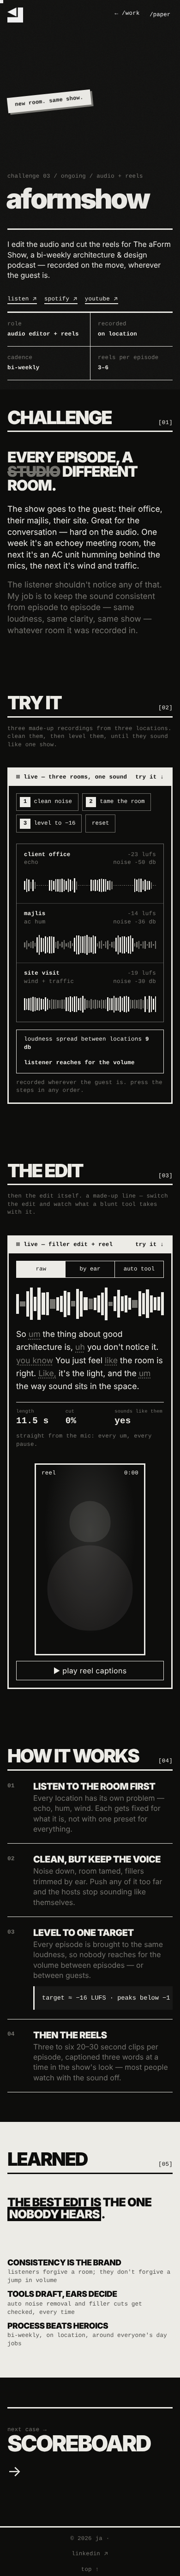 ← /work
/paper
new room. same show.
challenge 03 / ongoing / audio + reels
aformshow
I edit the audio and cut the reels for The aForm
Show, a bi-weekly architecture & design
podcast — recorded on the move, wherever
the guest is.
listen ↗ spotify ↗ youtube ↗
role
audio editor + reels
recorded
on location
cadence
bi-weekly
reels per episode
3–6
CHALLENGE
[01]
EVERY EPISODE, A
STUDIO DIFFERENT
ROOM.
The show goes to the guest: their office,
their majlis, their site. Great for the
conversation — hard on the audio. One
week it's an echoey meeting room, the
next it's an AC unit humming behind the
mics, the next it's wind and traffic.
The listener shouldn't notice any of that.
My job is to keep the sound consistent
from episode to episode — same
loudness, same clarity, same show —
whatever room it was recorded in.
TRY IT
[02]
three made-up recordings from three locations.
clean them, then level them, until they sound
like one show.
live — three rooms, one sound
try it ↓
1 clean noise
2 tame the room
3 level to −16
reset
client office
−23 lufs
echo
noise −50 db
majlis
−14 lufs
ac hum
noise −36 db
site visit
−19 lufs
wind + traffic
noise −30 db
loudness spread between locations 9
db
listener reaches for the volume
recorded wherever the guest is. press the
steps in any order.
THE EDIT
[03]
then the edit itself. a made-up line — switch
the edit and watch what a blunt tool takes
with it.
live — filler edit + reel
try it ↓
raw
by ear
auto tool
So um the thing about good
architecture is, uh you don't notice it.
you know You just feel like the room is
right. Like, it's the light, and the um
the way sound sits in the space.
length
11.5 s
cut
0%
sounds like them
yes
straight from the mic: every um, every
pause.
reel
0:00
▶ play reel captions
HOW IT WORKS
[04]
01
LISTEN TO THE ROOM FIRST
Every location has its own problem —
echo, hum, wind. Each gets fixed for
what it is, not with one preset for
everything.
02
CLEAN, BUT KEEP THE VOICE
Noise down, room tamed, fillers
trimmed by ear. Push any of it too far
and the hosts stop sounding like
themselves.
03
LEVEL TO ONE TARGET
Every episode is brought to the same
loudness, so nobody reaches for the
volume between episodes — or
between guests.
target = −16 LUFS · peaks below −1
04
THEN THE REELS
Three to six 20–30 second clips per
episode, captioned three words at a
time in the show's look — most people
watch with the sound off.
LEARNED
[05]
THE BEST EDIT IS THE ONE
NOBODY HEARS.
CONSISTENCY IS THE BRAND
listeners forgive a room; they don't forgive a
jump in volume
TOOLS DRAFT, EARS DECIDE
auto noise removal and filler cuts get
checked, every time
PROCESS BEATS HEROICS
bi-weekly, on location, around everyone's day
jobs
next case →
SCOREBOARD
→
© 2026 ja ·
linkedin ↗
top ↑